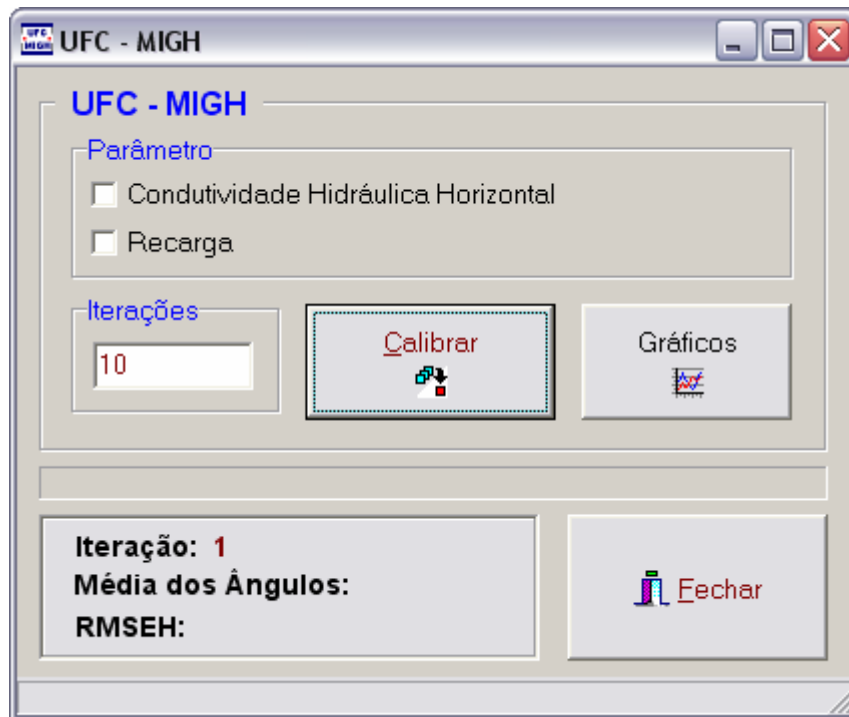 UFC - MIGH
UFC - MIGH
Parâmetro
Condutividade Hidráulica Horizontal
Recarga
Iterações
10
Calibrar
Gráficos
Iteração: 1
Média dos Ângulos:
RMSEH:
Fechar